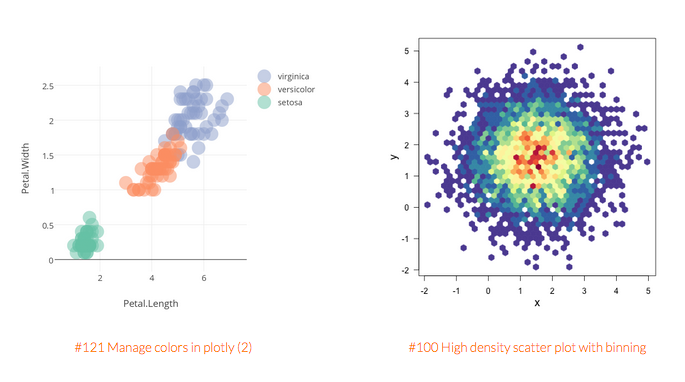 virginica
versicolor
setosa
2.5
2
1.5
1
0.5
0
2
4
6
Petal.Width
Petal.Length
#121 Manage colors in plotly (2)
5
4
3
2
1
0
-1
-2
-2
-1
0
1
2
3
4
5
y
x
#100 High density scatter plot with binning